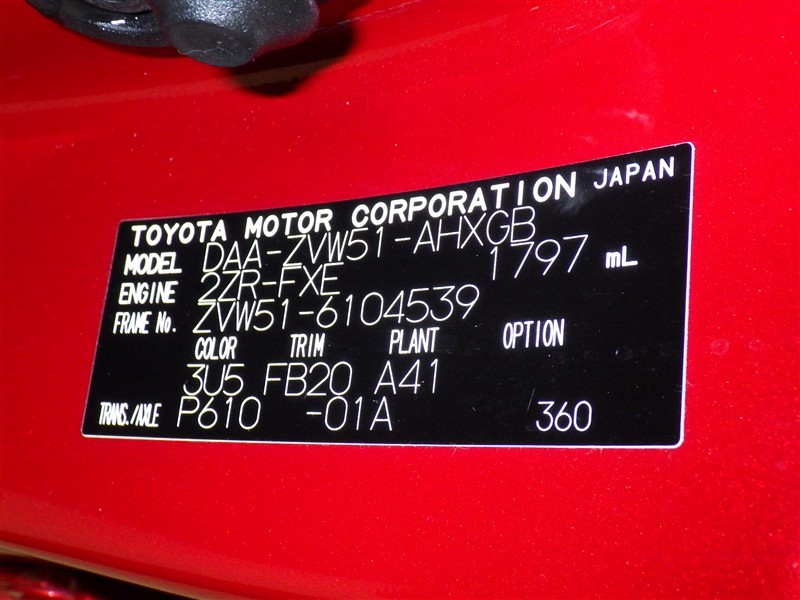 TOYOTA MOTOR CORPORATION JAPAN
MODEL DAA-ZVW51-AHXGB
ENGINE 2ZR-FXE 1797 mL
FRAME No. ZVW51-6104539
COLOR TRIM PLANT OPTION
3U5 FB20 A41
TRANS./AXLE P610 -01A 360